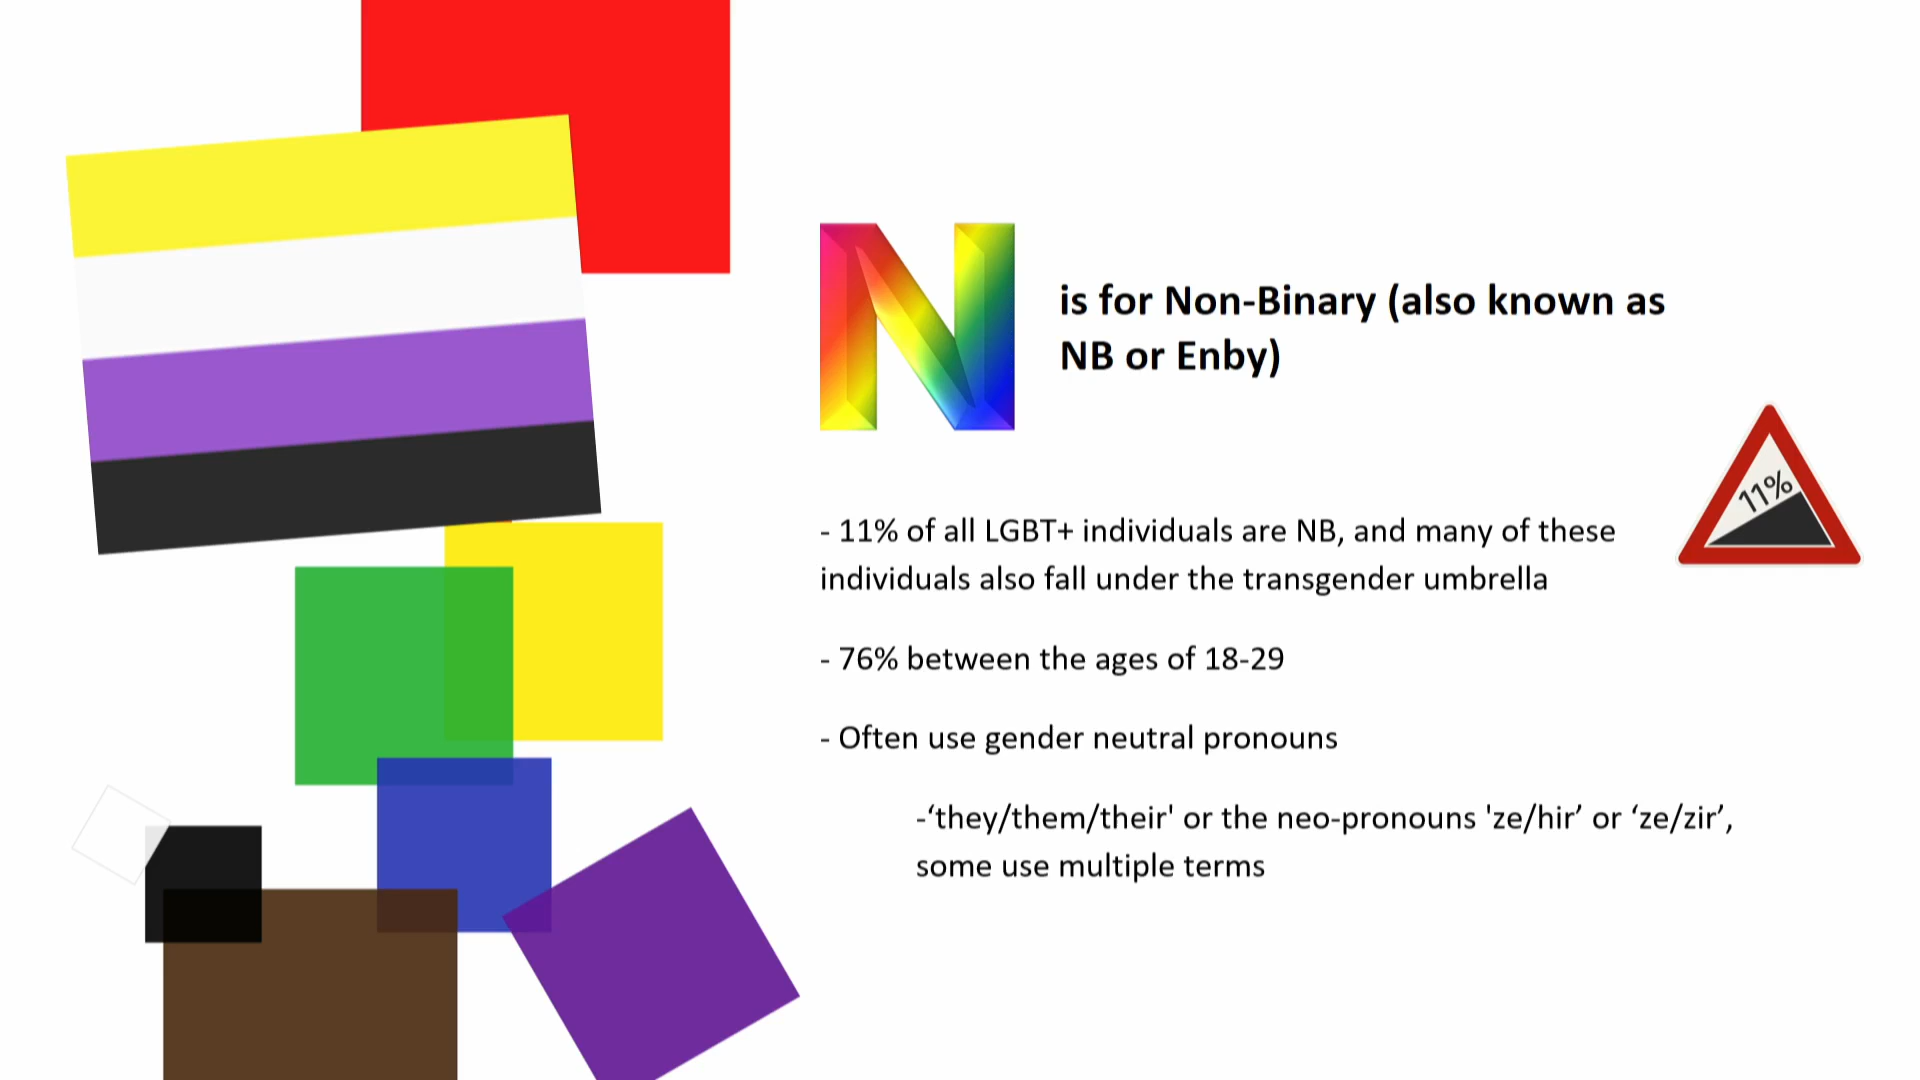 N
is for Non-Binary (also known as
NB or Enby)
11%
- 11% of all LGBT+ individuals are NB, and many of these
individuals also fall under the transgender umbrella
- 76% between the ages of 18-29
- Often use gender neutral pronouns
-‘they/them/their' or the neo-pronouns 'ze/hir’ or ‘ze/zir’,
some use multiple terms